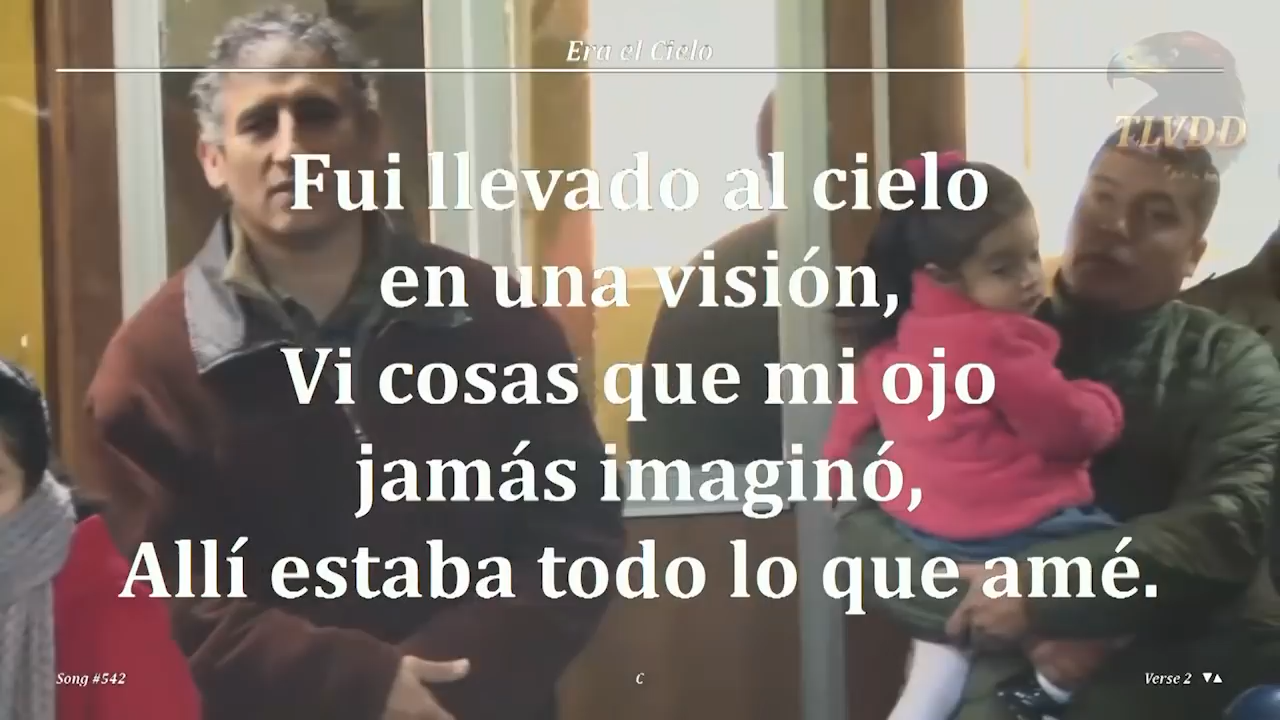 Era el Cielo
TLVDD
Fui llevado al cielo
en una visión,
Vi cosas que mi ojo
jamás imaginó,
Allí estaba todo lo que amé.
Song #542
C
Verse 2 ▼▲